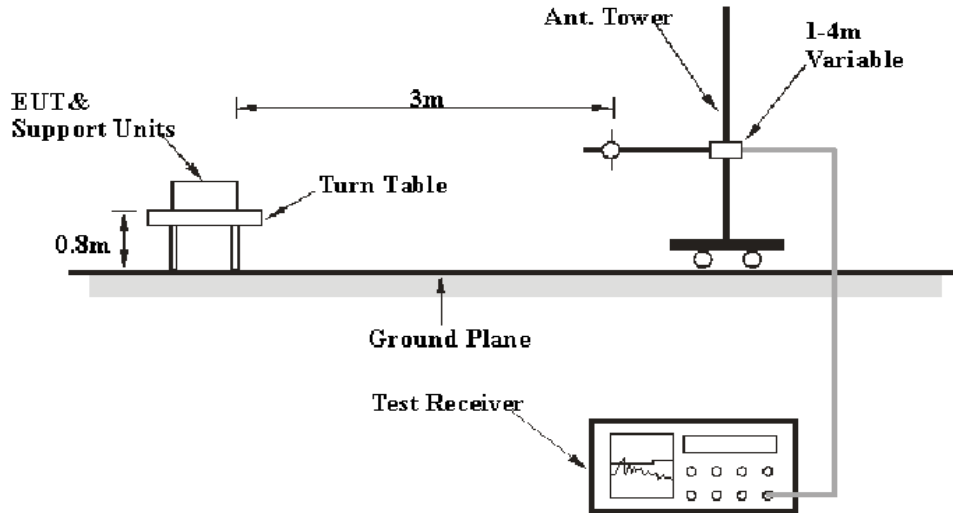 Ant. Tower
1-4m
Variable
3m
EUT&
Support Units
Turn Table
0.8m
Ground Plane
Test Receiver